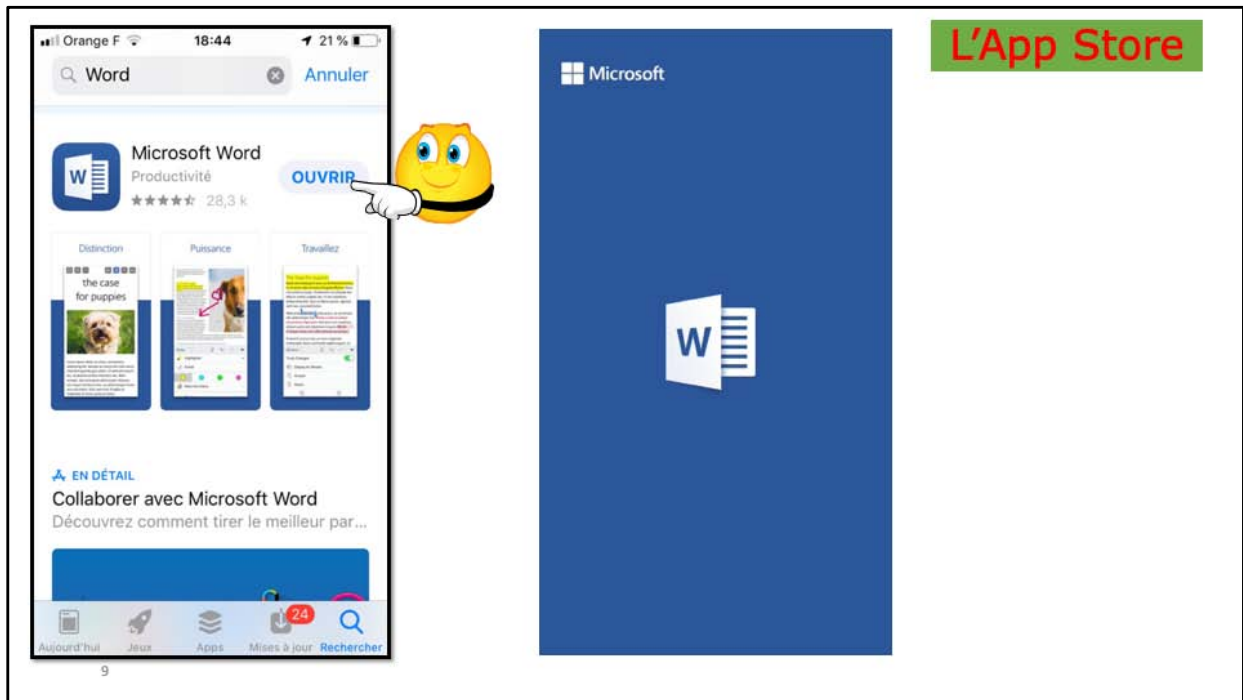 L'App Store
Orange F 18:44 21 %
Word Annuler
Microsoft Word
Productivité
OUVRIR
28,3 k
Distinction Puissance Travaillez
the case
for puppies
EN DÉTAIL
Collaborer avec Microsoft Word
Découvrez comment tirer le meilleur par...
24
Aujourd'hui Jeux Apps Mises à jour Rechercher
Microsoft
W
9